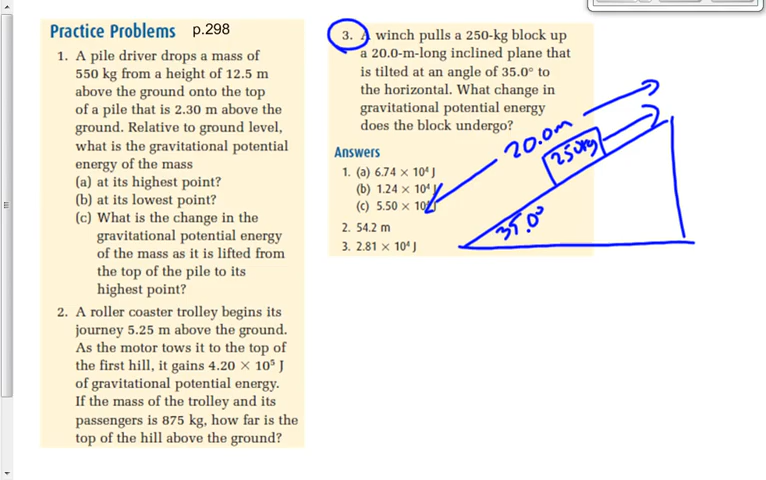 Practice Problems p.298
1. A pile driver drops a mass of
550 kg from a height of 12.5 m
above the ground onto the top
of a pile that is 2.30 m above the
ground. Relative to ground level,
what is the gravitational potential
energy of the mass
(a) at its highest point?
(b) at its lowest point?
(c) What is the change in the
gravitational potential energy
of the mass as it is lifted from
the top of the pile to its
highest point?
2. A roller coaster trolley begins its
journey 5.25 m above the ground.
As the motor tows it to the top of
the first hill, it gains 4.20 × 10⁵ J
of gravitational potential energy.
If the mass of the trolley and its
passengers is 875 kg, how far is the
top of the hill above the ground?
3. A winch pulls a 250-kg block up
a 20.0-m-long inclined plane that
is tilted at an angle of 35.0° to
the horizontal. What change in
gravitational potential energy
does the block undergo?
Answers
1. (a) 6.74 × 10⁴ J
(b) 1.24 × 10⁴ J
(c) 5.50 × 10
2. 54.2 m
3. 2.81 × 10⁴ J
20.0m
250kg
35.0°